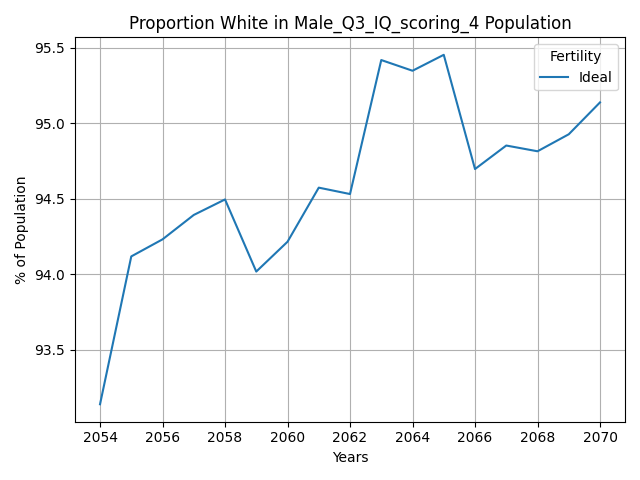 Proportion White in Male_Q3_IQ_scoring_4 Population
Fertility
Ideal
95.5
95.0
94.5
94.0
93.5
% of Population
2054 2056 2058 2060 2062 2064 2066 2068 2070
Years